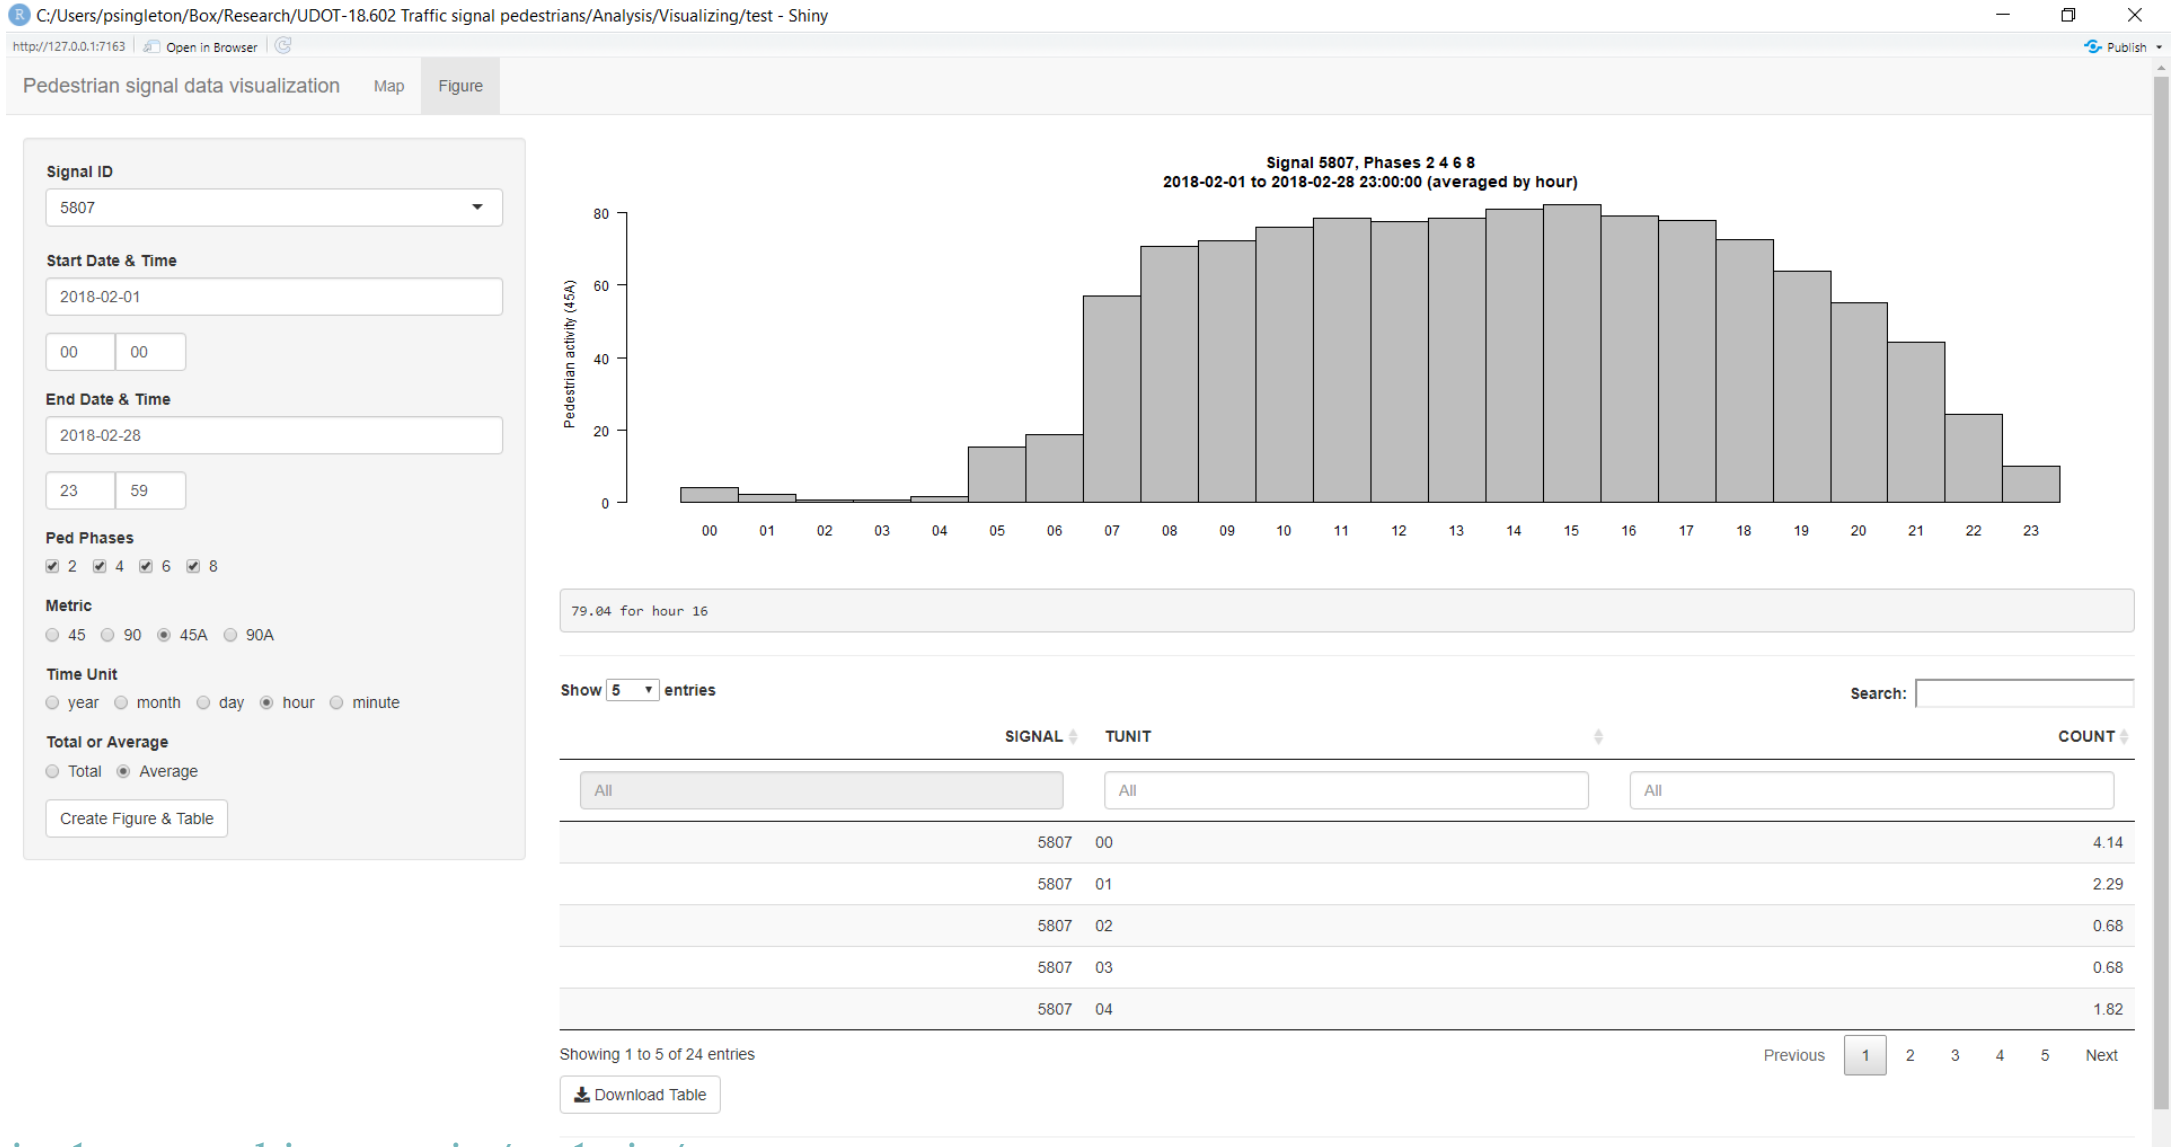 C:/Users/psingleton/Box/Research/UDOT-18.602 Traffic signal pedestrians/Analysis/Visualizing/test - Shiny
http://127.0.0.1:7163 Open in Browser Publish
Pedestrian signal data visualization Map Figure
Signal ID
5807
Start Date & Time
2018-02-01
00 00
End Date & Time
2018-02-28
23 59
Ped Phases
2 4 6 8
Metric
45 90 45A 90A
Time Unit
year month day hour minute
Total or Average
Total Average
Create Figure & Table
Signal 5807, Phases 2 4 6 8
2018-02-01 to 2018-02-28 23:00:00 (averaged by hour)
Pedestrian activity (45A)
80
60
40
20
0
00 01 02 03 04 05 06 07 08 09 10 11 12 13 14 15 16 17 18 19 20 21 22 23
79.04 for hour 16
Show 5 entries
Search:
SIGNAL TUNIT COUNT
All All All
5807 00 4.14
5807 01 2.29
5807 02 0.68
5807 03 0.68
5807 04 1.82
Showing 1 to 5 of 24 entries
Previous 1 2 3 4 5 Next
Download Table